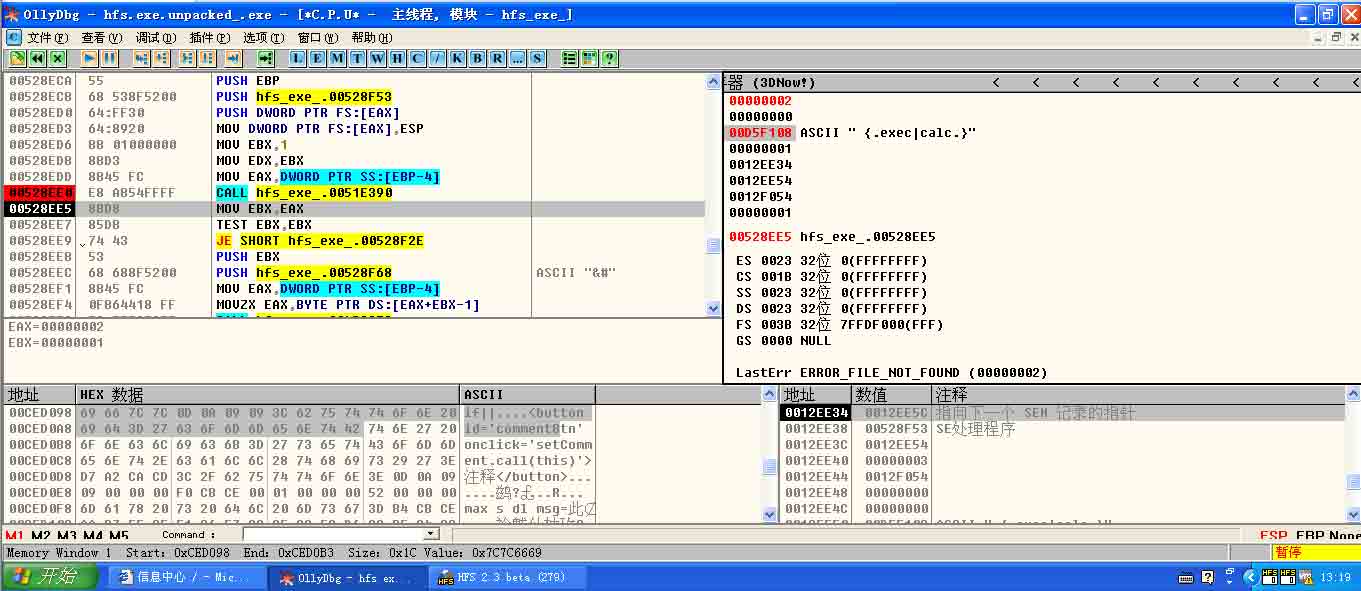 OllyDbg - hfs.exe.unpacked_.exe - [*C.P.U* - 主线程, 模块 - hfs_exe_]
文件(F) 查看(V) 调试(D) 插件(P) 选项(T) 窗口(W) 帮助(H)
L E M T W H C / K B R ... S ?
00528ECA 55 PUSH EBP
00528ECB 68 538F5200 PUSH hfs_exe_.00528F53
00528ED0 64:FF30 PUSH DWORD PTR FS:[EAX]
00528ED3 64:8920 MOV DWORD PTR FS:[EAX],ESP
00528ED6 BB 01000000 MOV EBX,1
00528EDB 8BD3 MOV EDX,EBX
00528EDD 8B45 FC MOV EAX,DWORD PTR SS:[EBP-4]
00528EE0 E8 AB54FFFF CALL hfs_exe_.0051E390
00528EE5 8BD8 MOV EBX,EAX
00528EE7 85DB TEST EBX,EBX
00528EE9 74 43 JE SHORT hfs_exe_.00528F2E
00528EEB 53 PUSH EBX
00528EEC 68 688F5200 PUSH hfs_exe_.00528F68 ASCII "&#"
00528EF1 8B45 FC MOV EAX,DWORD PTR SS:[EBP-4]
00528EF4 0FB64418 FF MOVZX EAX,BYTE PTR DS:[EAX+EBX-1]
EAX=00000002
EBX=00000001
器 (3DNow!) < < < < < < < < < <
00000002
00000000
00D5F108 ASCII " {.exec|calc.}"
00000001
0012EE34
0012EE54
0012F054
00000001
00528EE5 hfs_exe_.00528EE5
ES 0023 32位 0(FFFFFFFF)
CS 001B 32位 0(FFFFFFFF)
SS 0023 32位 0(FFFFFFFF)
DS 0023 32位 0(FFFFFFFF)
FS 003B 32位 7FFDF000(FFF)
GS 0000 NULL
LastErr ERROR_FILE_NOT_FOUND (00000002)
地址 HEX 数据 ASCII
00CED098 69 66 7C 7C 0D 0A 09 09 3C 62 75 74 74 6F 6E 20 if||....<button
00CED0A8 69 64 3D 27 63 6F 6D 6D 65 6E 74 42 74 6E 27 20 id='commentBtn'
00CED0B8 6F 6E 63 6C 69 63 6B 3D 27 73 65 74 43 6F 6D 6D onclick='setComm
00CED0C8 65 6E 74 2E 63 61 6C 6C 28 74 68 69 73 29 27 3E ent.call(this)'>
00CED0D8 D7 A2 CA CD 3C 2F 62 75 74 74 6F 6E 3E 0D 0A 09 注释</button>...
00CED0E8 09 00 00 00 F0 CB CE 00 01 00 00 00 52 00 00 00
00CED0F8 6D 61 78 20 73 20 64 6C 20 6D 73 67 3D B4 CB CE max s dl msg=此
地址 数值 注释
0012EE34 0012EE5C 指向下一个 SEH 记录的指针
0012EE38 00528F53 SE处理程序
0012EE3C 0012EE54
0012EE40 00000003
0012EE44 0012F054
0012EE48 00000000
0012EE4C 00000000
M1 M2 M3 M4 M5 Command : ESP EBP None
Memory Window 1 Start: 0xCED098 End: 0xCED0B3 Size: 0x1C Value: 0x7C7C6669 暂停
开始 信息中心 / - Mic... OllyDbg - hfs ex... HFS 2.3 beta (279) 13:19